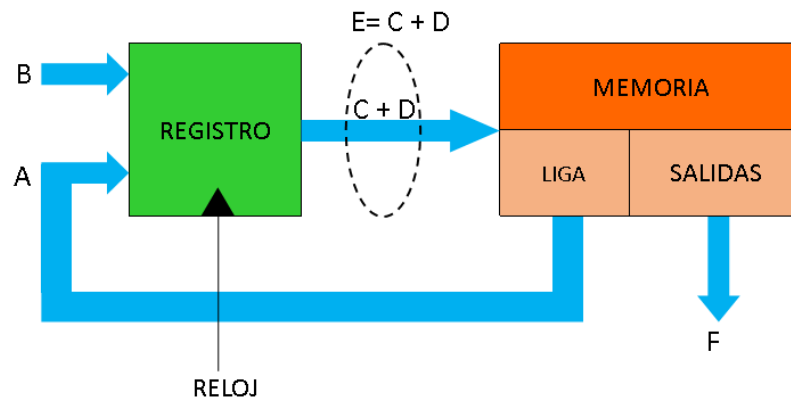 E= C + D
B
REGISTRO
C + D
MEMORIA
A
LIGA
SALIDAS
F
RELOJ